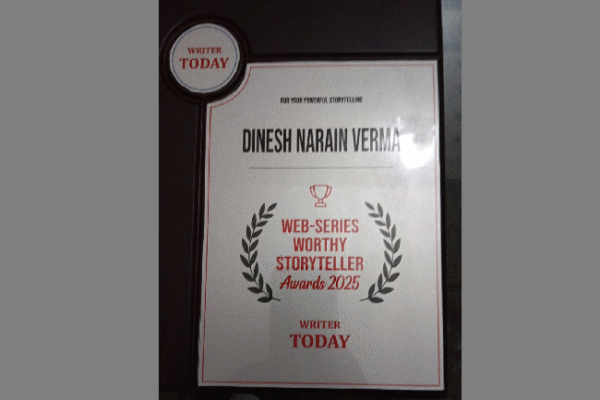 WRITER
TODAY
FOR YOUR POWERFUL STORYTELLING
DINESH NARAIN VERMA
WEB-SERIES
WORTHY
STORYTELLER
Awards 2025
WRITER
TODAY